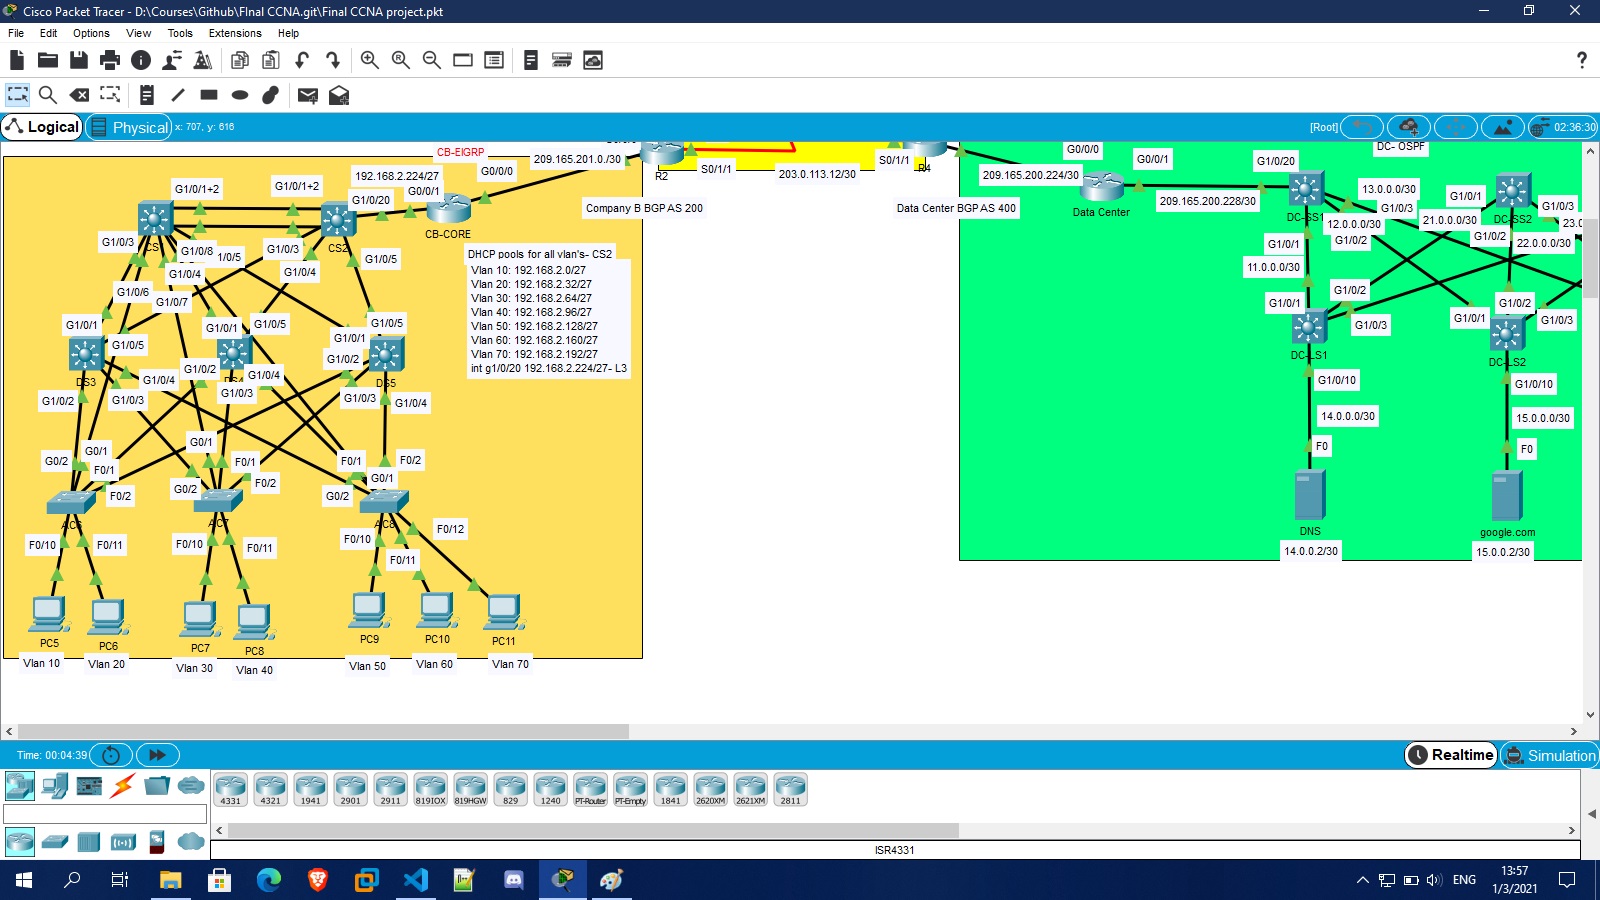 Cisco Packet Tracer - D:\Courses\Github\FInal CCNA.git\Final CCNA project.pkt
File Edit Options View Tools Extensions Help
?
Logical
Physical
x: 707, y: 616
[Root]
02:36:30
CB-EIGRP
192.168.2.224/27
G0/0/0
209.165.201.0./30
G0/0/1
G1/0/20
CB-CORE
G1/0/1+2
G1/0/1+2
CS1
CS2
G1/0/3
G1/0/8
1/0/5
G1/0/4
G1/0/3
G1/0/4
G1/0/5
G1/0/6
G1/0/7
G1/0/1
G1/0/5
G1/0/1
G1/0/5
G1/0/1
G1/0/5
G1/0/2
DS3
DS4
DS5
G1/0/2
G1/0/4
G1/0/3
G1/0/2
G1/0/4
G1/0/3
G1/0/3
G1/0/4
DHCP pools for all vlan's- CS2
Vlan 10: 192.168.2.0/27
Vlan 20: 192.168.2.32/27
Vlan 30: 192.168.2.64/27
Vlan 40: 192.168.2.96/27
Vlan 50: 192.168.2.128/27
Vlan 60: 192.168.2.160/27
Vlan 70: 192.168.2.192/27
int g1/0/20 192.168.2.224/27- L3
G0/2
G0/1
F0/1
F0/2
G0/1
G0/2
F0/1
F0/2
F0/1
F0/2
G0/1
G0/2
AC6
AC7
AC8
F0/10
F0/11
F0/10
F0/11
F0/10
F0/11
F0/12
PC5
PC6
PC7
PC8
PC9
PC10
PC11
Vlan 10
Vlan 20
Vlan 30
Vlan 40
Vlan 50
Vlan 60
Vlan 70
R2
S0/1/1
203.0.113.12/30
S0/1/1
R4
Company B BGP AS 200
Data Center BGP AS 400
G0/0/0
209.165.200.224/30
G0/0/1
Data Center
209.165.200.228/30
G1/0/20
DC- OSPF
DC-SS1
13.0.0.0/30
G1/0/3
12.0.0.0/30
G1/0/2
G1/0/1
11.0.0.0/30
G1/0/1
G1/0/1
21.0.0.0/30
G1/0/2
DC-SS2
G1/0/3
23.0
22.0.0.0/30
G1/0/2
G1/0/3
DC-LS1
G1/0/1
G1/0/2
G1/0/3
DC-LS2
G1/0/10
14.0.0.0/30
F0
DNS
14.0.0.2/30
G1/0/10
15.0.0.0/30
F0
google.com
15.0.0.2/30
Time: 00:04:39
Realtime
Simulation
4331 4321 1941 2901 2911 819IOX 819HGW 829 1240 PT-Router PT-Empty 1841 2620XM 2621XM 2811
ISR4331
ENG
13:57
1/3/2021